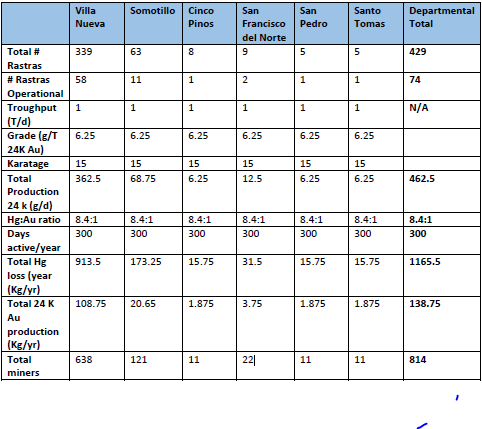 Villa Nueva Somotillo Cinco Pinos San Francisco del Norte San Pedro Santo Tomas Departmental Total
Total # Rastras 339 63 8 9 5 5 429
# Rastras Operational 58 11 1 2 1 1 74
Troughput (T/d) 1 1 1 1 1 1 N/A
Grade (g/T 24K Au) 6.25 6.25 6.25 6.25 6.25 6.25
Karatage 15 15 15 15 15 15
Total Production 24 k (g/d) 362.5 68.75 6.25 12.5 6.25 6.25 462.5
Hg:Au ratio 8.4:1 8.4:1 8.4:1 8.4:1 8.4:1 8.4:1 8.4:1
Days active/year 300 300 300 300 300 300 300
Total Hg loss (year (Kg/yr) 913.5 173.25 15.75 31.5 15.75 15.75 1165.5
Total 24 K Au production (Kg/yr) 108.75 20.65 1.875 3.75 1.875 1.875 138.75
Total miners 638 121 11 22 11 11 814